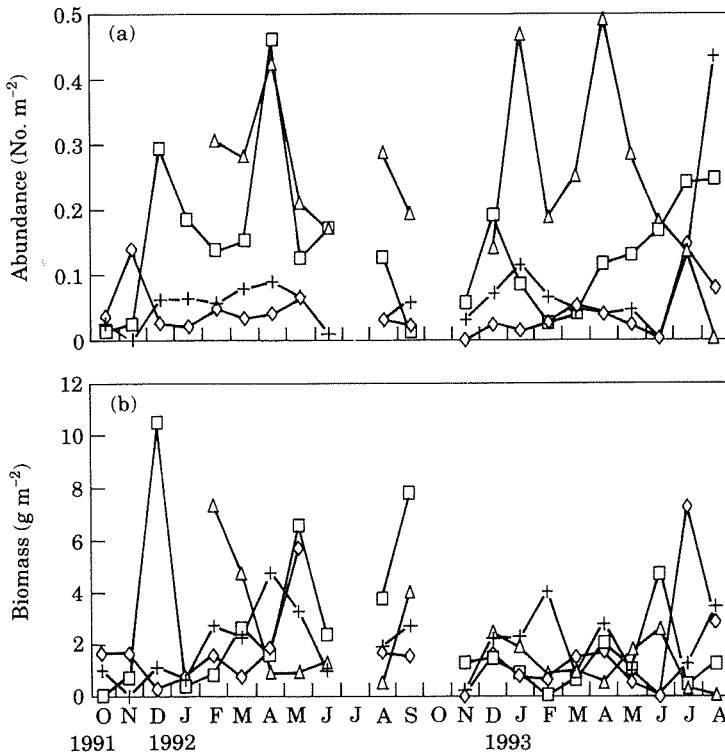 (a)
0.5
0.4
0.3
0.2
0.1
0
Abundance (No. m⁻²)
(b)
12
10
8
6
4
2
0
Biomass (g m⁻²)
O N D J F M A M J J A S O N D J F M A M J J A
1991 1992 1993